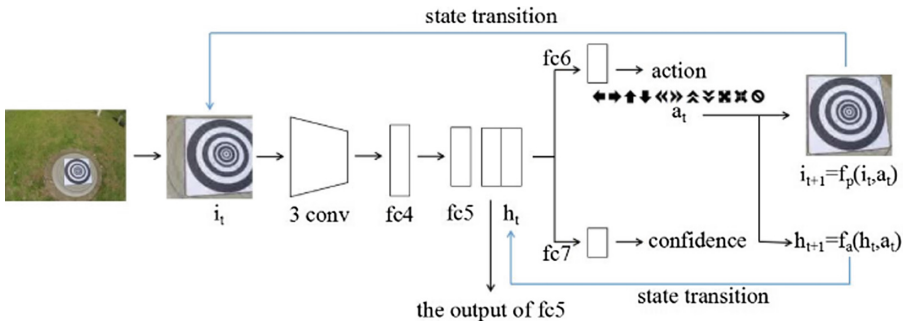 state transition
fc6
action
a_t
i_t
3 conv
fc4
fc5
h_t
i_{t+1}=f_p(i_t,a_t)
fc7
confidence
h_{t+1}=f_a(h_t,a_t)
state transition
the output of fc5